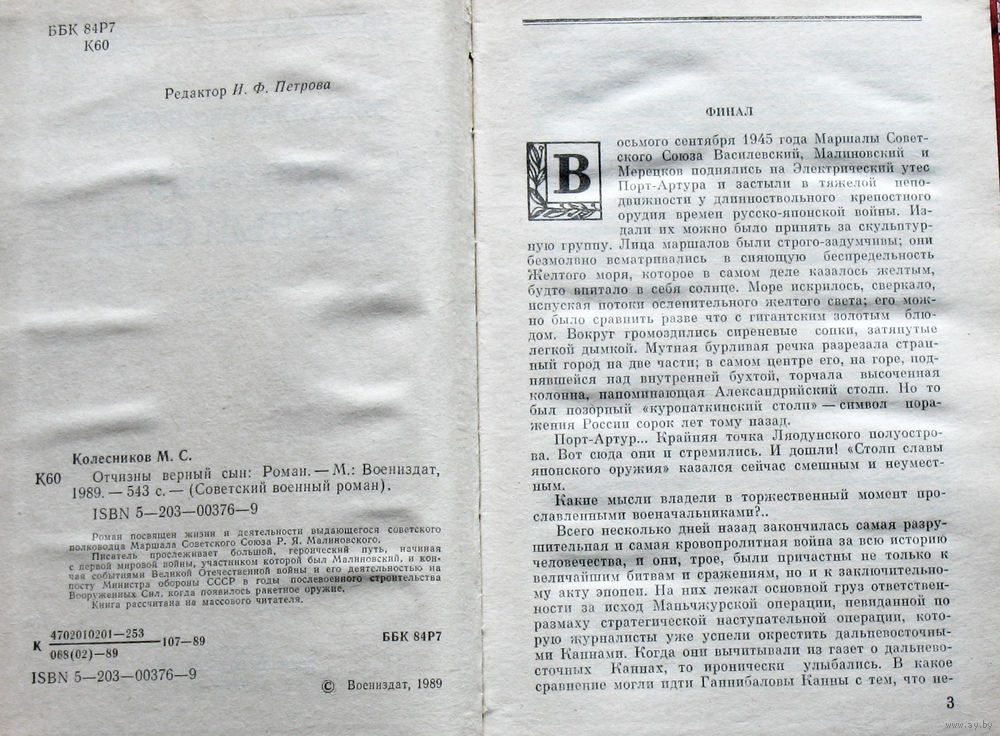 ББК 84Р7
К60
Редактор И. Ф. Петрова
Колесников М. С.
К60 Отчизны верный сын: Роман. — М.: Воениздат,
1989. — 543 с. — (Советский военный роман).
ISBN 5—203—00376—9
Роман посвящен жизни и деятельности выдающегося советского
полководца Маршала Советского Союза Р. Я. Малиновского.
Писатель прослеживает большой, героический путь, начиная
с первой мировой войны, участником которой был Малиновский, и кон-
чая событиями Великой Отечественной войны и его деятельностью на
посту Министра обороны СССР в годы послевоенного строительства
Вооруженных Сил, когда появилось ракетное оружие.
Книга рассчитана на массового читателя.
К 4702010201—253
068(02)—89
107—89
ББК 84Р7
ISBN 5—203—00376—9
© Воениздат, 1989
ФИНАЛ
Восьмого сентября 1945 года Маршалы Совет-
ского Союза Василевский, Малиновский и
Мерецков поднялись на Электрический утес
Порт-Артура и застыли в тяжелой непо-
движности у длинноствольного крепостного
орудия времен русско-японской войны. Из-
дали их можно было принять за скульптур-
ную группу. Лица маршалов были строго-задумчивы; они
безмолвно всматривались в сияющую беспредельность
Желтого моря, которое в самом деле казалось желтым,
будто впитало в себя солнце. Море искрилось, сверкало,
испуская потоки ослепительного желтого света; его мож-
но было сравнить разве что с гигантским золотым блю-
дом. Вокруг громоздились сиреневые сопки, затянутые
легкой дымкой. Мутная бурливая речка разрезала стран-
ный город на две части; в самом центре его, на горе, под-
нявшейся над внутренней бухтой, торчала высоченная
колонна, напоминающая Александрийский столп. Но то
был позорный «куропаткинский столп» — символ пора-
жения России сорок лет тому назад.
Порт-Артур... Крайняя точка Ляодунского полуостро-
ва. Вот сюда они и стремились. И дошли! «Столп славы
японского оружия» казался сейчас смешным и неумест-
ным.
Какие мысли владели в торжественный момент про-
славленными военачальниками?..
Всего несколько дней назад закончилась самая разру-
шительная и самая кровопролитная война за всю историю
человечества, и они, трое, были причастны не только к
величайшим битвам и сражениям, но и к заключительно-
му акту эпопеи. На них лежал основной груз ответствен-
ности за исход Маньчжурской операции, невиданной по
размаху стратегической наступательной операции, кото-
рую журналисты уже успели окрестить дальневосточны-
ми Каннами. Когда они вычитывали из газет о дальнево-
сточных Каннах, то иронически улыбались. В какое
сравнение могли идти Ганнибаловы Канны с тем, что не-
3
www.ay.by